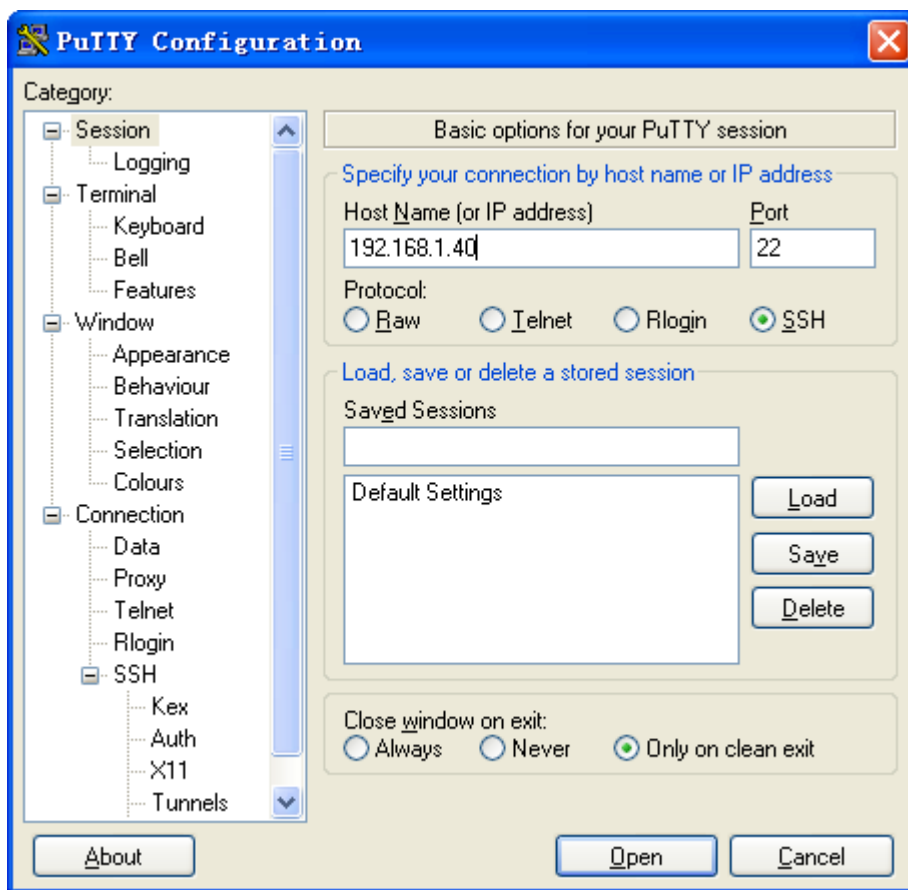 PuTTY Configuration
Category:
Session
Logging
Terminal
Keyboard
Bell
Features
Window
Appearance
Behaviour
Translation
Selection
Colours
Connection
Data
Proxy
Telnet
Rlogin
SSH
Kex
Auth
X11
Tunnels
Basic options for your PuTTY session
Specify your connection by host name or IP address
Host Name (or IP address) Port
192.168.1.40 22
Protocol:
Raw Telnet Rlogin SSH
Load, save or delete a stored session
Saved Sessions
Default Settings
Load
Save
Delete
Close window on exit:
Always Never Only on clean exit
About Open Cancel